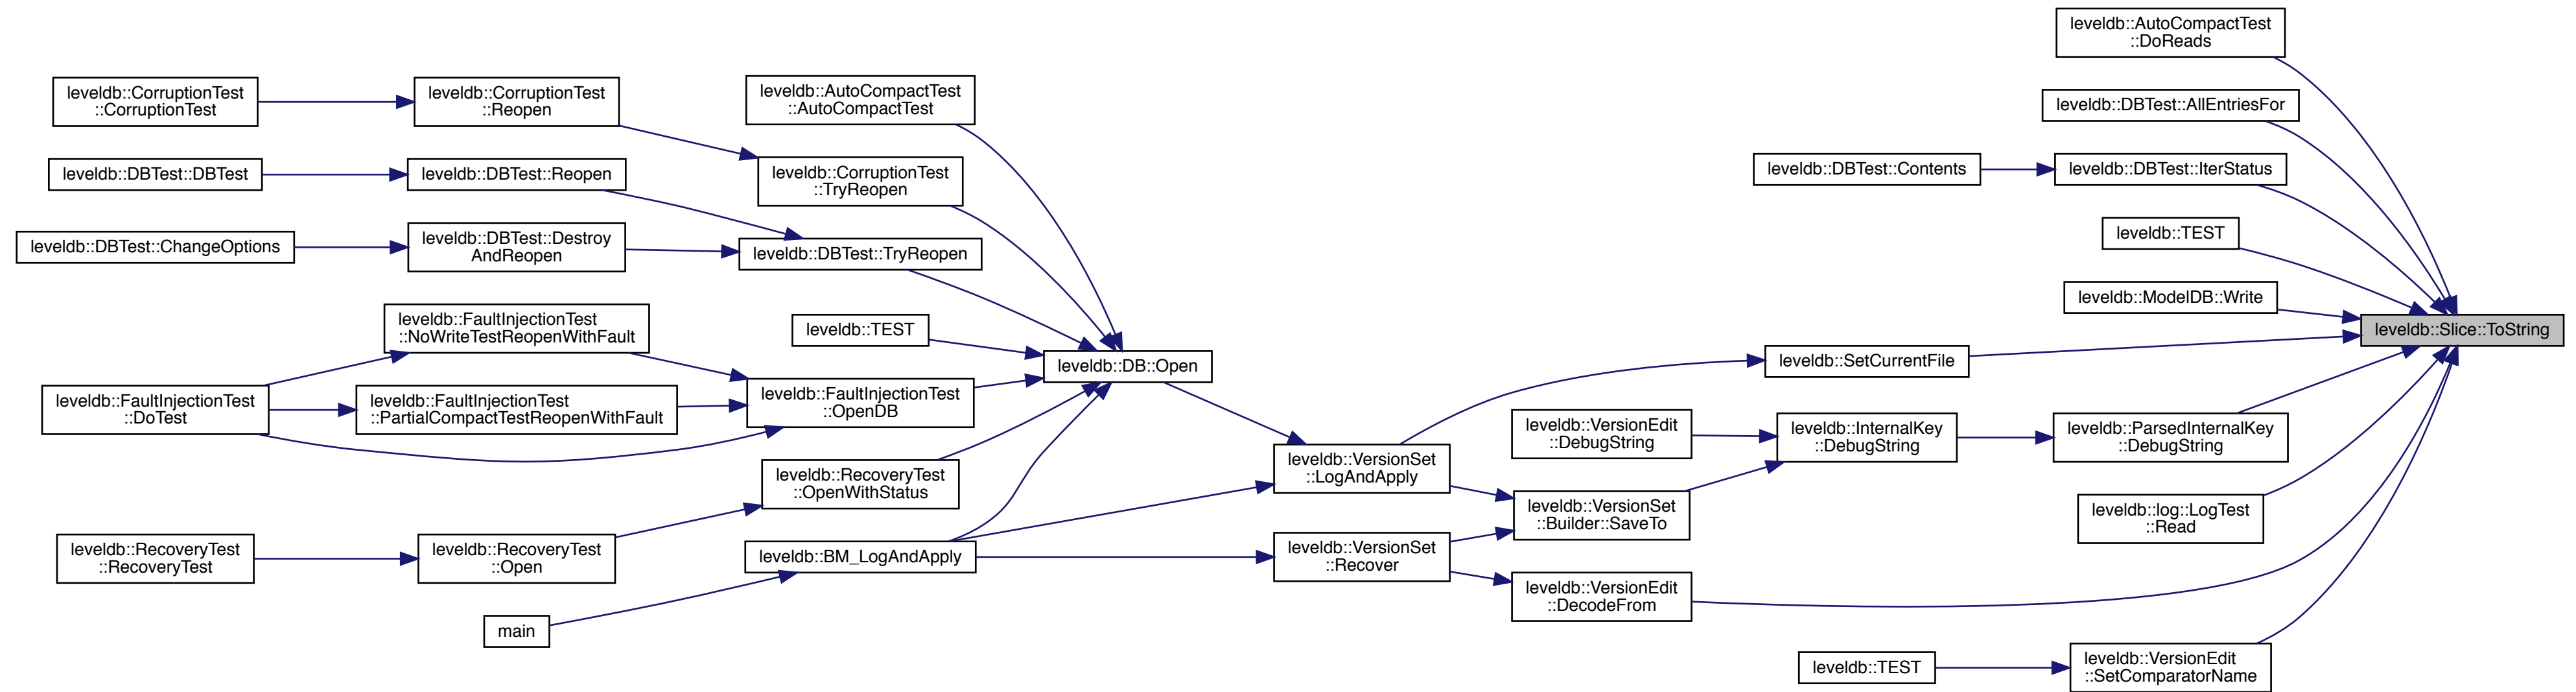 leveldb::AutoCompactTest
::DoReads
leveldb::CorruptionTest
::CorruptionTest
leveldb::CorruptionTest
::Reopen
leveldb::AutoCompactTest
::AutoCompactTest
leveldb::DBTest::AllEntriesFor
leveldb::DBTest::DBTest
leveldb::DBTest::Reopen
leveldb::CorruptionTest
::TryReopen
leveldb::DBTest::Contents
leveldb::DBTest::IterStatus
leveldb::TEST
leveldb::DBTest::ChangeOptions
leveldb::DBTest::Destroy
AndReopen
leveldb::DBTest::TryReopen
leveldb::ModelDB::Write
leveldb::FaultInjectionTest
::NoWriteTestReopenWithFault
leveldb::TEST
leveldb::Slice::ToString
leveldb::DB::Open
leveldb::SetCurrentFile
leveldb::FaultInjectionTest
::DoTest
leveldb::FaultInjectionTest
::PartialCompactTestReopenWithFault
leveldb::FaultInjectionTest
::OpenDB
leveldb::VersionEdit
::DebugString
leveldb::InternalKey
::DebugString
leveldb::ParsedInternalKey
::DebugString
leveldb::VersionSet
::LogAndApply
leveldb::RecoveryTest
::OpenWithStatus
leveldb::VersionSet
::Builder::SaveTo
leveldb::log::LogTest
::Read
leveldb::RecoveryTest
::RecoveryTest
leveldb::RecoveryTest
::Open
leveldb::BM_LogAndApply
leveldb::VersionSet
::Recover
leveldb::VersionEdit
::DecodeFrom
main
leveldb::TEST
leveldb::VersionEdit
::SetComparatorName